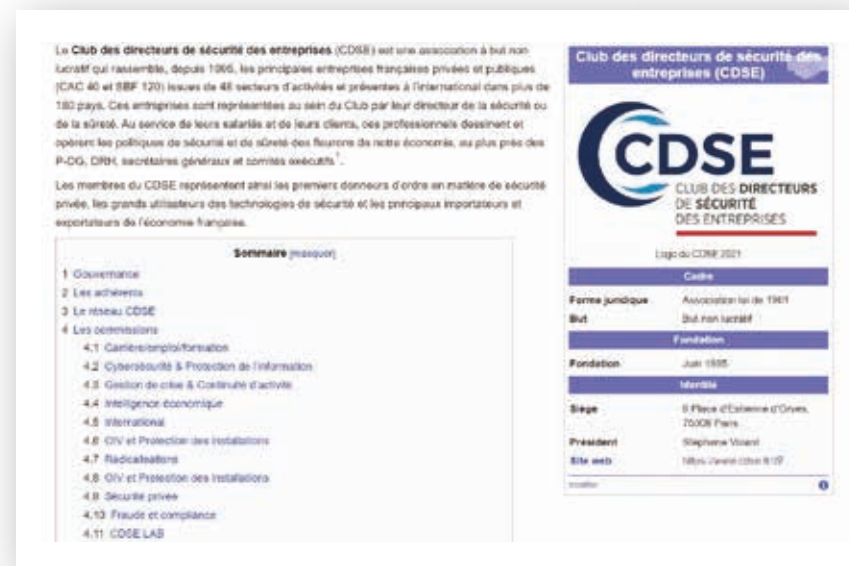 Le Club des directeurs de sécurité des entreprises (CDSE) est une association à but non
lucratif qui rassemble, depuis 1995, les principales entreprises françaises privées et publiques
(CAC 40 et SBF 120) issues de 48 secteurs d'activités et présentes à l'international dans plus de
180 pays. Ces entreprises sont représentées au sein du Club par leur directeur de la sécurité ou
de la sûreté. Au service de leurs salariés et de leurs clients, ces professionnels dessinent et
opèrent les politiques de sécurité et de sûreté des fleurons de notre économie, au plus près des
P-DG, DRH, secrétaires généraux et comités exécutifs1.
Les membres du CDSE représentent ainsi les premiers donneurs d'ordre en matière de sécurité
privée, les grands utilisateurs des technologies de sécurité et les principaux importateurs et
exportateurs de l'économie française.
Sommaire [masquer]
1 Gouvernance
2 Les adhérents
3 Le réseau CDSE
4 Les commissions
4.1 Carrière/emploi/formation
4.2 Cybersécurité & Protection de l'information
4.3 Gestion de crise & Continuité d'activité
4.4 Intelligence économique
4.5 International
4.6 OIV et Protection des installations
4.7 Radicalisations
4.8 OIV et Protection des installations
4.9 Sécurité privée
4.10 Fraude et compliance
4.11 CDSE LAB
Club des directeurs de sécurité des
entreprises (CDSE)
CDSE
CLUB DES DIRECTEURS
DE SÉCURITÉ
DES ENTREPRISES
Logo du CDSE 2021
Cadre
Forme juridique Association loi de 1901
But But non lucratif
Fondation
Fondation Juin 1995
Identité
Siège 6 Place d'Estienne d'Orves,
75009 Paris
Président Stéphane Volant
Site web
modifier